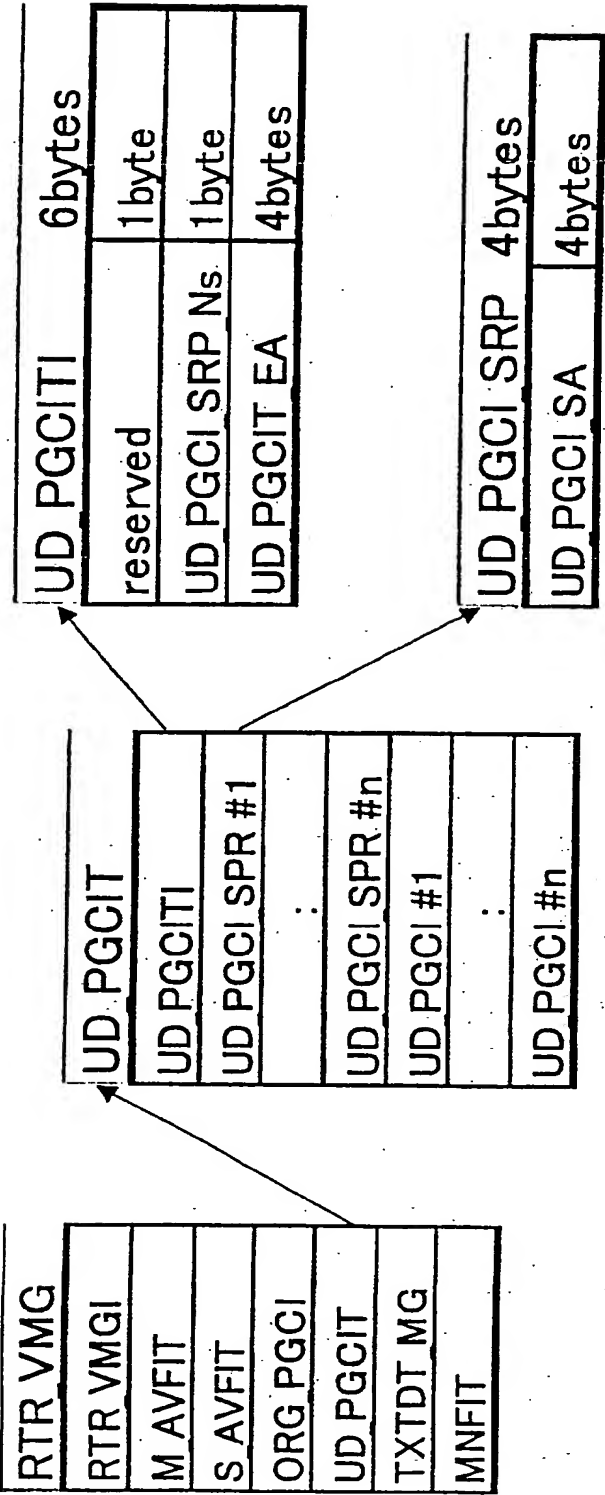 RTR VMG
RTR VMGI
M AVFIT
S AVFIT
ORG PGCI
UD PGCIT
TXTDT MG
MNFIT
UD PGCIT
UD PGCITI
UD PGCI SPR #1
:
UD PGCI SPR #n
UD PGCI #1
:
UD PGCI #n
UD PGCITI 6bytes
reserved 1byte
UD PGCI SRP Ns 1byte
UD PGCIT EA 4bytes
UD PGCI SRP 4bytes
UD PGCI SA 4bytes